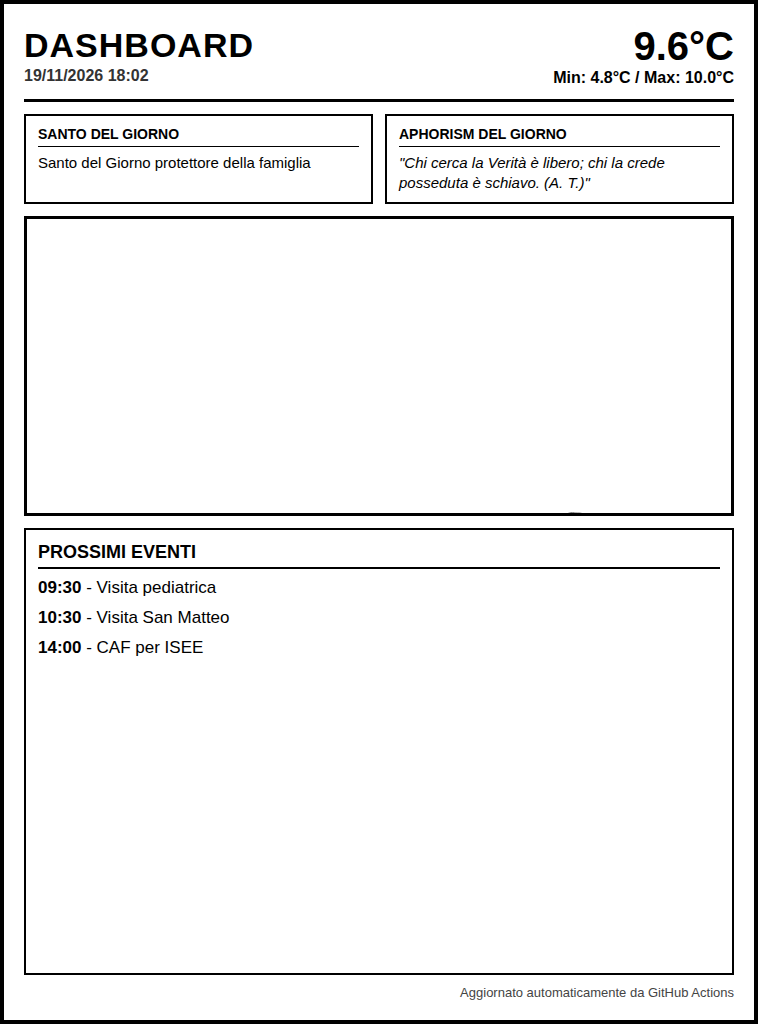 DASHBOARD
19/11/2026 18:02
9.6°C
Min: 4.8°C / Max: 10.0°C
SANTO DEL GIORNO
Santo del Giorno protettore della famiglia
APHORISM DEL GIORNO
"Chi cerca la Verità è libero; chi la crede
posseduta è schiavo. (A. T.)"
PROSSIMI EVENTI
09:30 - Visita pediatrica
10:30 - Visita San Matteo
14:00 - CAF per ISEE
Aggiornato automaticamente da GitHub Actions